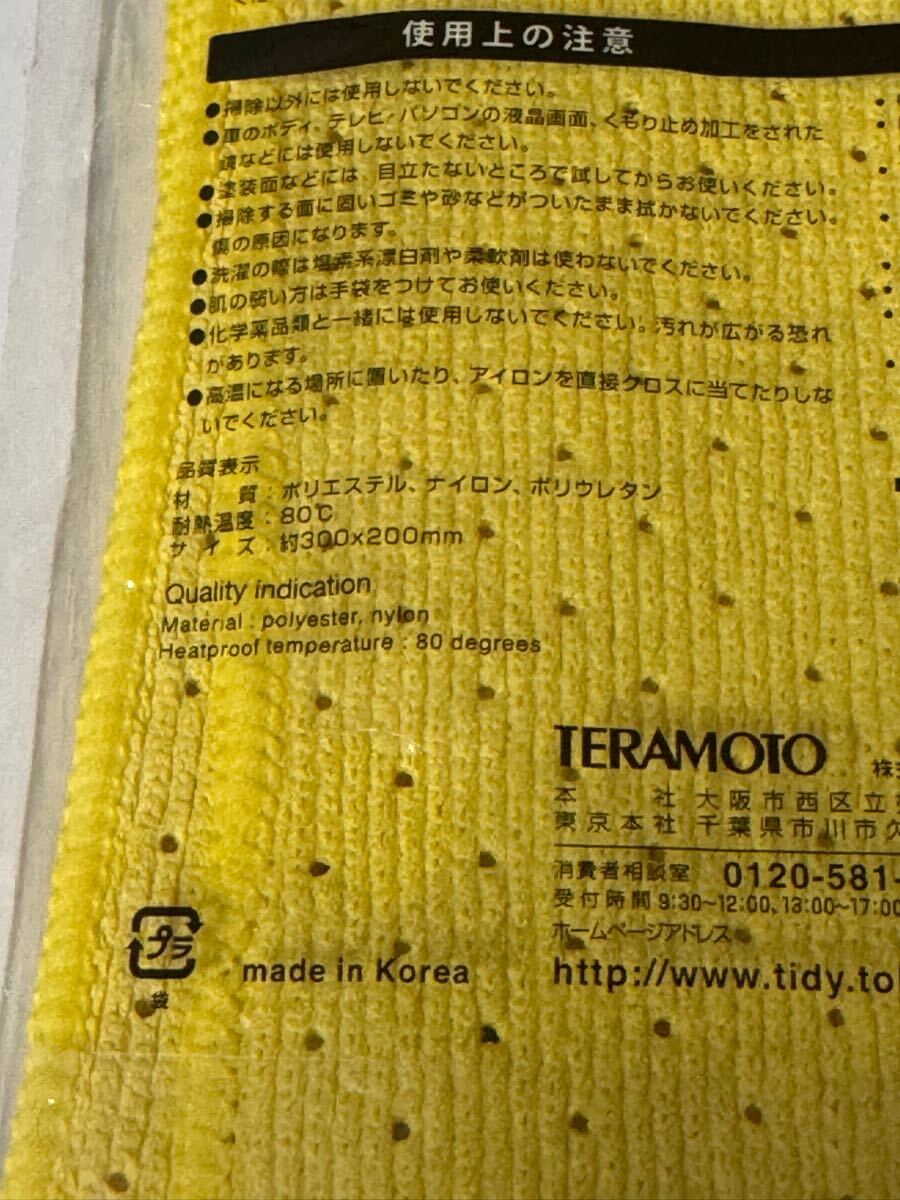 使用上の注意
●掃除以外には使用しないでください。
●車のボディ、テレビ・パソコンの液晶画面、くもり止め加工をされた
鏡などには使用しないでください。
●塗装面などには、目立たないところで試してからお使いください。
●掃除する面に固いゴミや砂などがついたまま拭かないでください。
傷の原因になります。
●洗濯の際は塩素系漂白剤や柔軟剤は使わないでください。
●肌の弱い方は手袋をつけてお使いください。
●化学薬品類と一緒には使用しないでください。汚れが広がる恐れ
があります。
●高温になる場所に置いたり、アイロンを直接クロスに当てたりしな
いでください。
品質表示
材　質：ポリエステル、ナイロン、ポリウレタン
耐熱温度：80℃
サイズ：約300×200mm
Quality indication
Material : polyester, nylon
Heatproof temperature : 80 degrees
TERAMOTO 株
本　社 大阪市西区立
東京本社 千葉県市川市
消費者相談室 0120-581-
受付時間 9:30~12:00、13:00~17:00
ホームページアドレス
http://www.tidy.to
プラ
袋
made in Korea